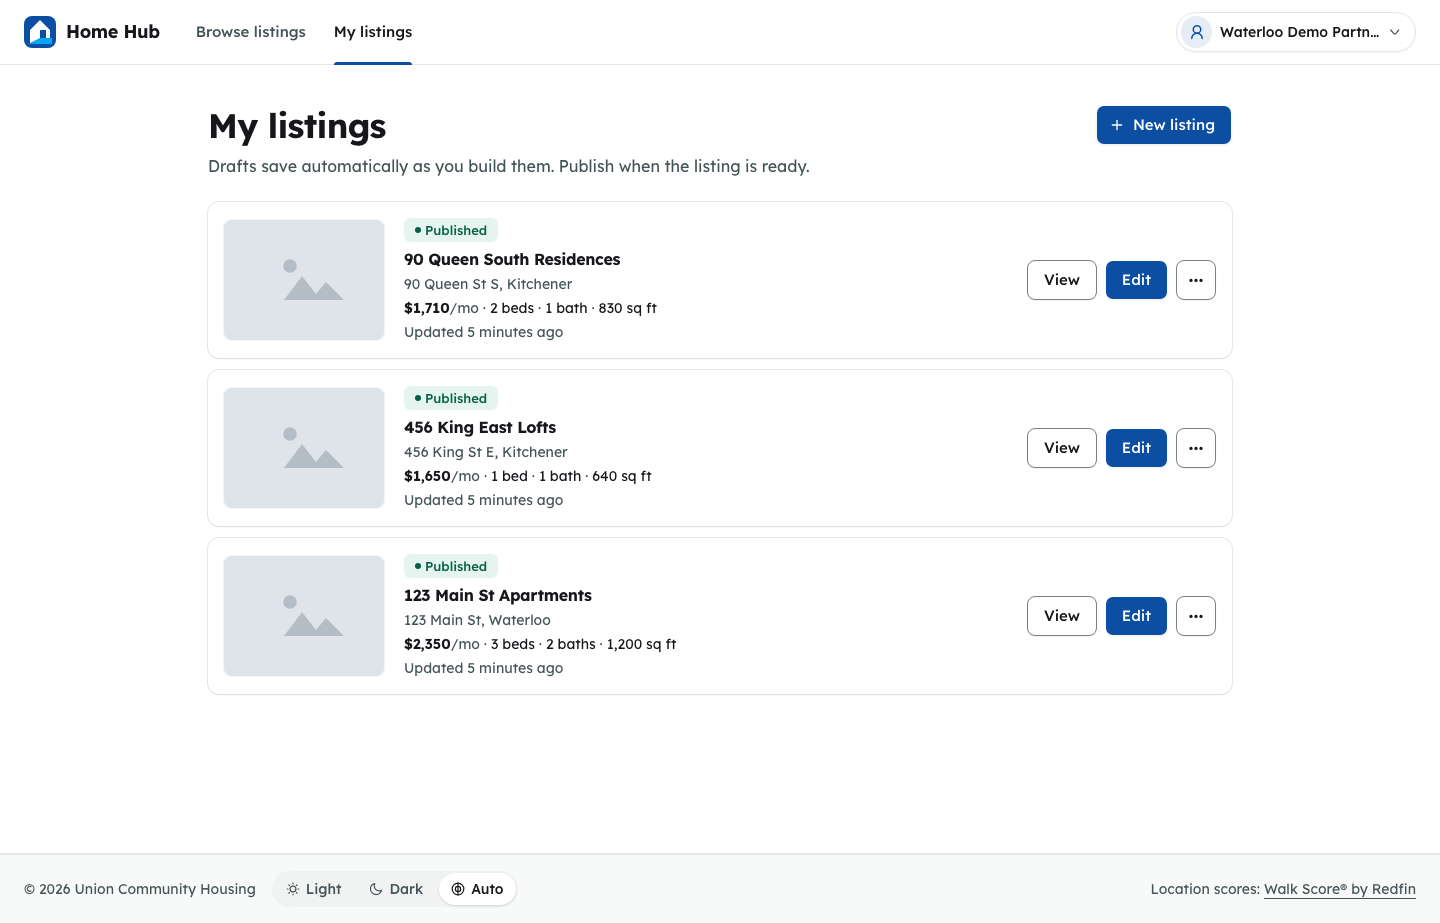 Home Hub
Browse listings
My listings
Waterloo Demo Partn...
My listings
+ New listing
Drafts save automatically as you build them. Publish when the listing is ready.
Published
90 Queen South Residences
90 Queen St S, Kitchener
$1,710/mo · 2 beds · 1 bath · 830 sq ft
Updated 5 minutes ago
View
Edit
Published
456 King East Lofts
456 King St E, Kitchener
$1,650/mo · 1 bed · 1 bath · 640 sq ft
Updated 5 minutes ago
View
Edit
Published
123 Main St Apartments
123 Main St, Waterloo
$2,350/mo · 3 beds · 2 baths · 1,200 sq ft
Updated 5 minutes ago
View
Edit
© 2026 Union Community Housing
Light
Dark
Auto
Location scores: Walk Score® by Redfin